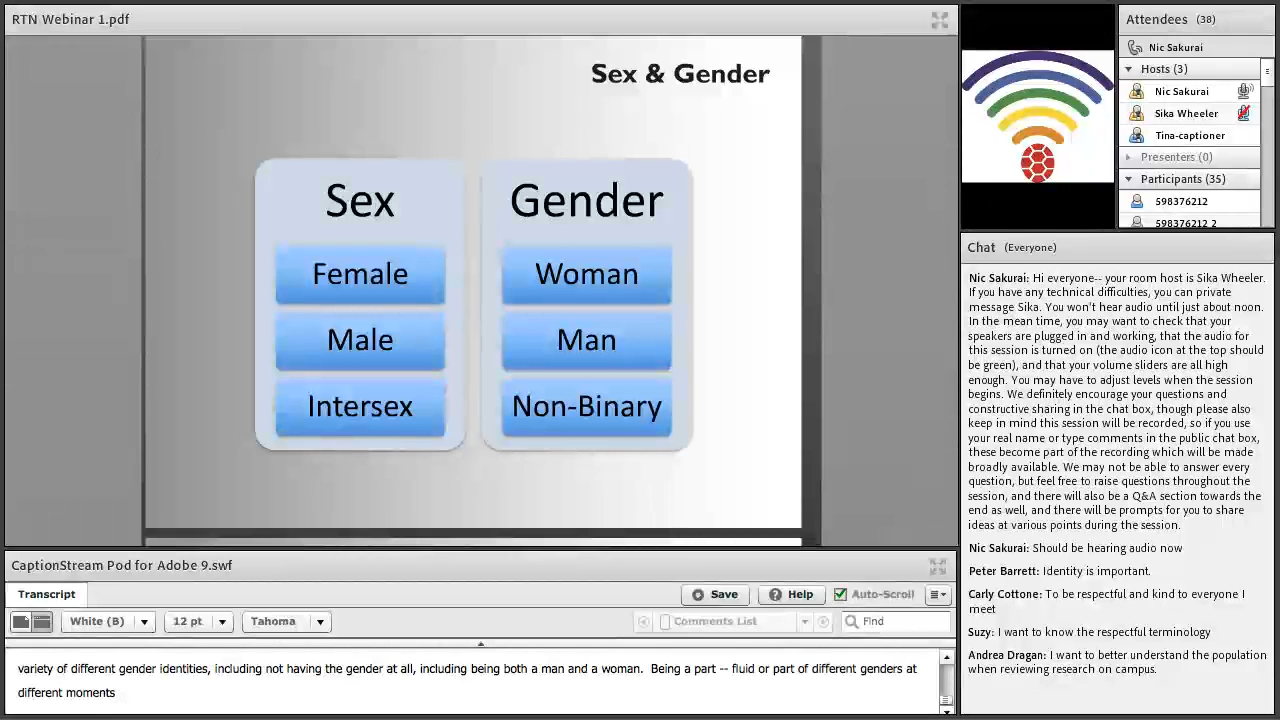 RTN Webinar 1.pdf
Sex & Gender
Sex
Female
Male
Intersex
Gender
Woman
Man
Non-Binary
CaptionStream Pod for Adobe 9.swf
Transcript
Save
Help
Auto-Scroll
White (B)
12 pt
Tahoma
Comments List
Find
variety of different gender identities, including not having the gender at all, including being both a man and a woman.  Being a part -- fluid or part of different genders at
different moments
Attendees (38)
Nic Sakurai
Hosts (3)
Nic Sakurai
Sika Wheeler
Tina-captioner
Presenters (0)
Participants (35)
598376212
598376212 2
Chat (Everyone)
Nic Sakurai: Hi everyone-- your room host is Sika Wheeler.
If you have any technical difficulties, you can private
message Sika. You won't hear audio until just about noon.
In the mean time, you may want to check that your
speakers are plugged in and working, that the audio for
this session is turned on (the audio icon at the top should
be green), and that your volume sliders are all high
enough. You may have to adjust levels when the session
begins. We definitely encourage your questions and
constructive sharing in the chat box, though please also
keep in mind this session will be recorded, so if you use
your real name or type comments in the public chat box,
these become part of the recording which will be made
broadly available. We may not be able to answer every
question, but feel free to raise questions throughout the
session, and there will also be a Q&A section towards the
end as well, and there will be prompts for you to share
ideas at various points during the session.
Nic Sakurai: Should be hearing audio now
Peter Barrett: Identity is important.
Carly Cottone: To be respectful and kind to everyone I
meet
Suzy: I want to know the respectful terminology
Andrea Dragan: I want to better understand the population
when reviewing research on campus.